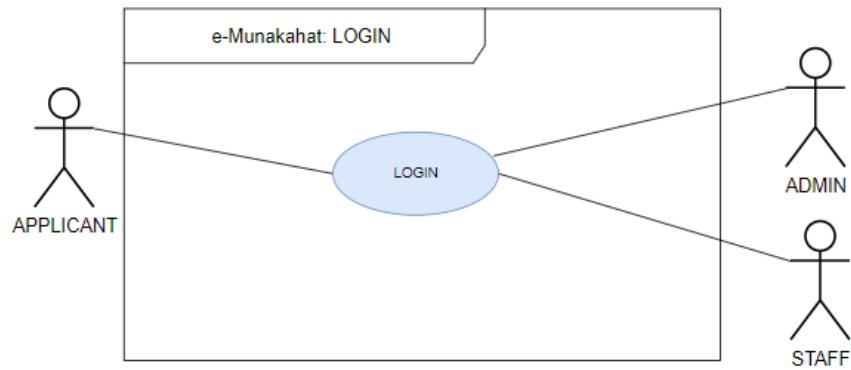 e-Munakahat: LOGIN
LOGIN
APPLICANT
ADMIN
STAFF